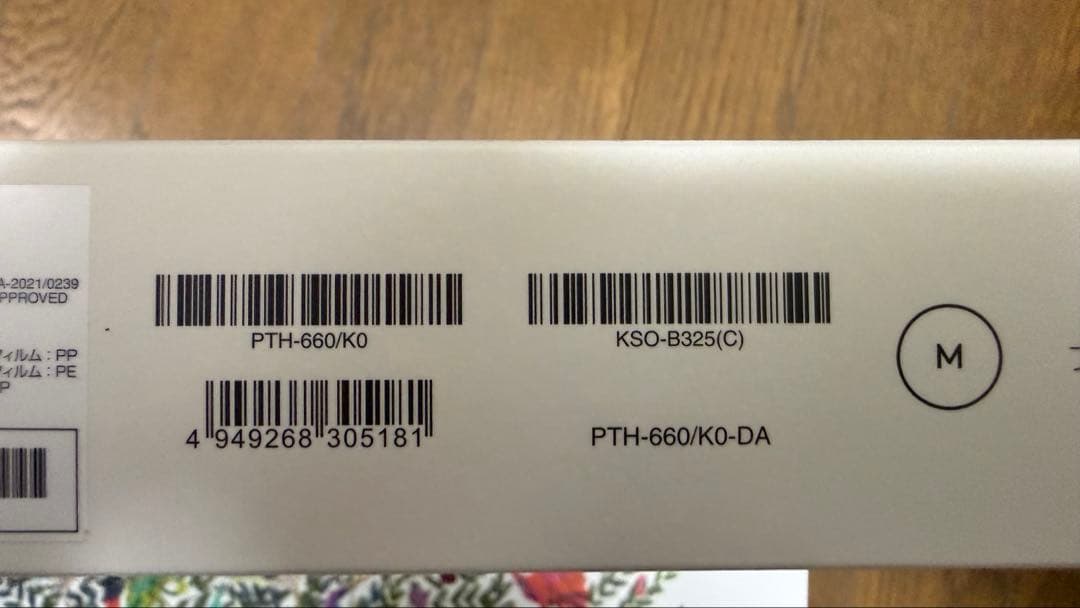 A-2021/0239
PPROVED
フィルム：PP
フィルム：PE
P
PTH-660/K0
4 949268 305181
KSO-B325(C)
PTH-660/K0-DA
M